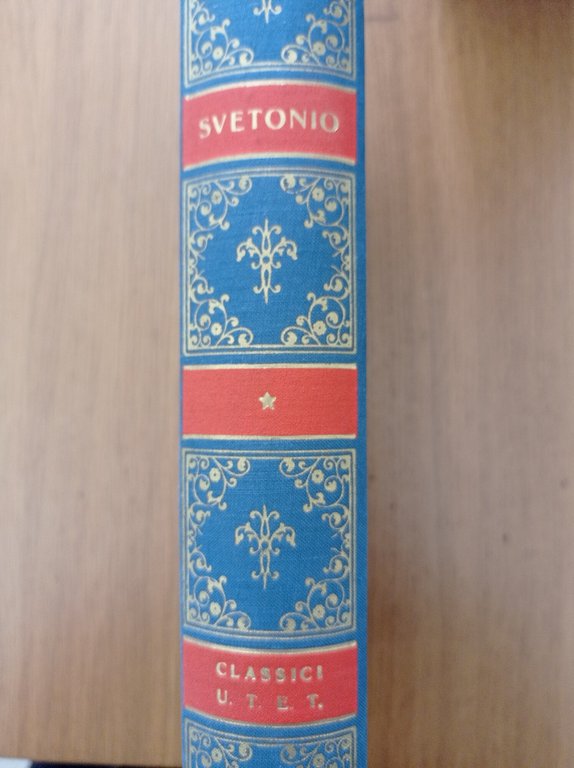 SVETONIO
CLASSICI
U. T. E. T.